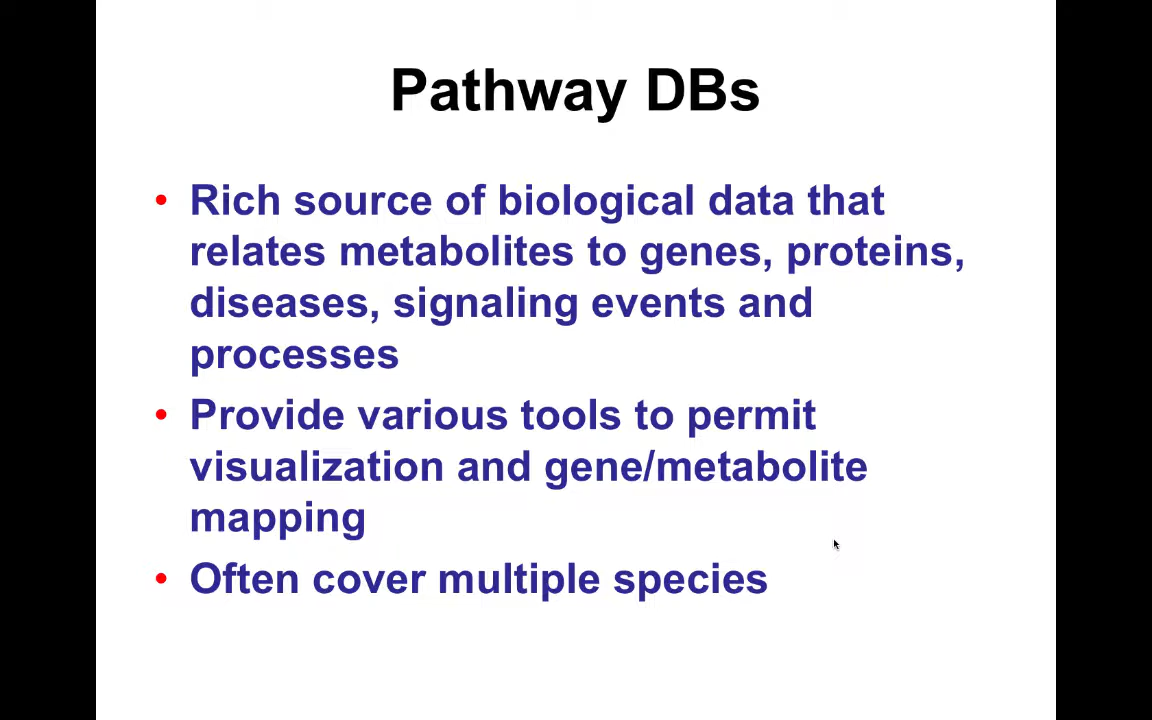 Pathway DBs
• Rich source of biological data that
relates metabolites to genes, proteins,
diseases, signaling events and
processes
• Provide various tools to permit
visualization and gene/metabolite
mapping
• Often cover multiple species